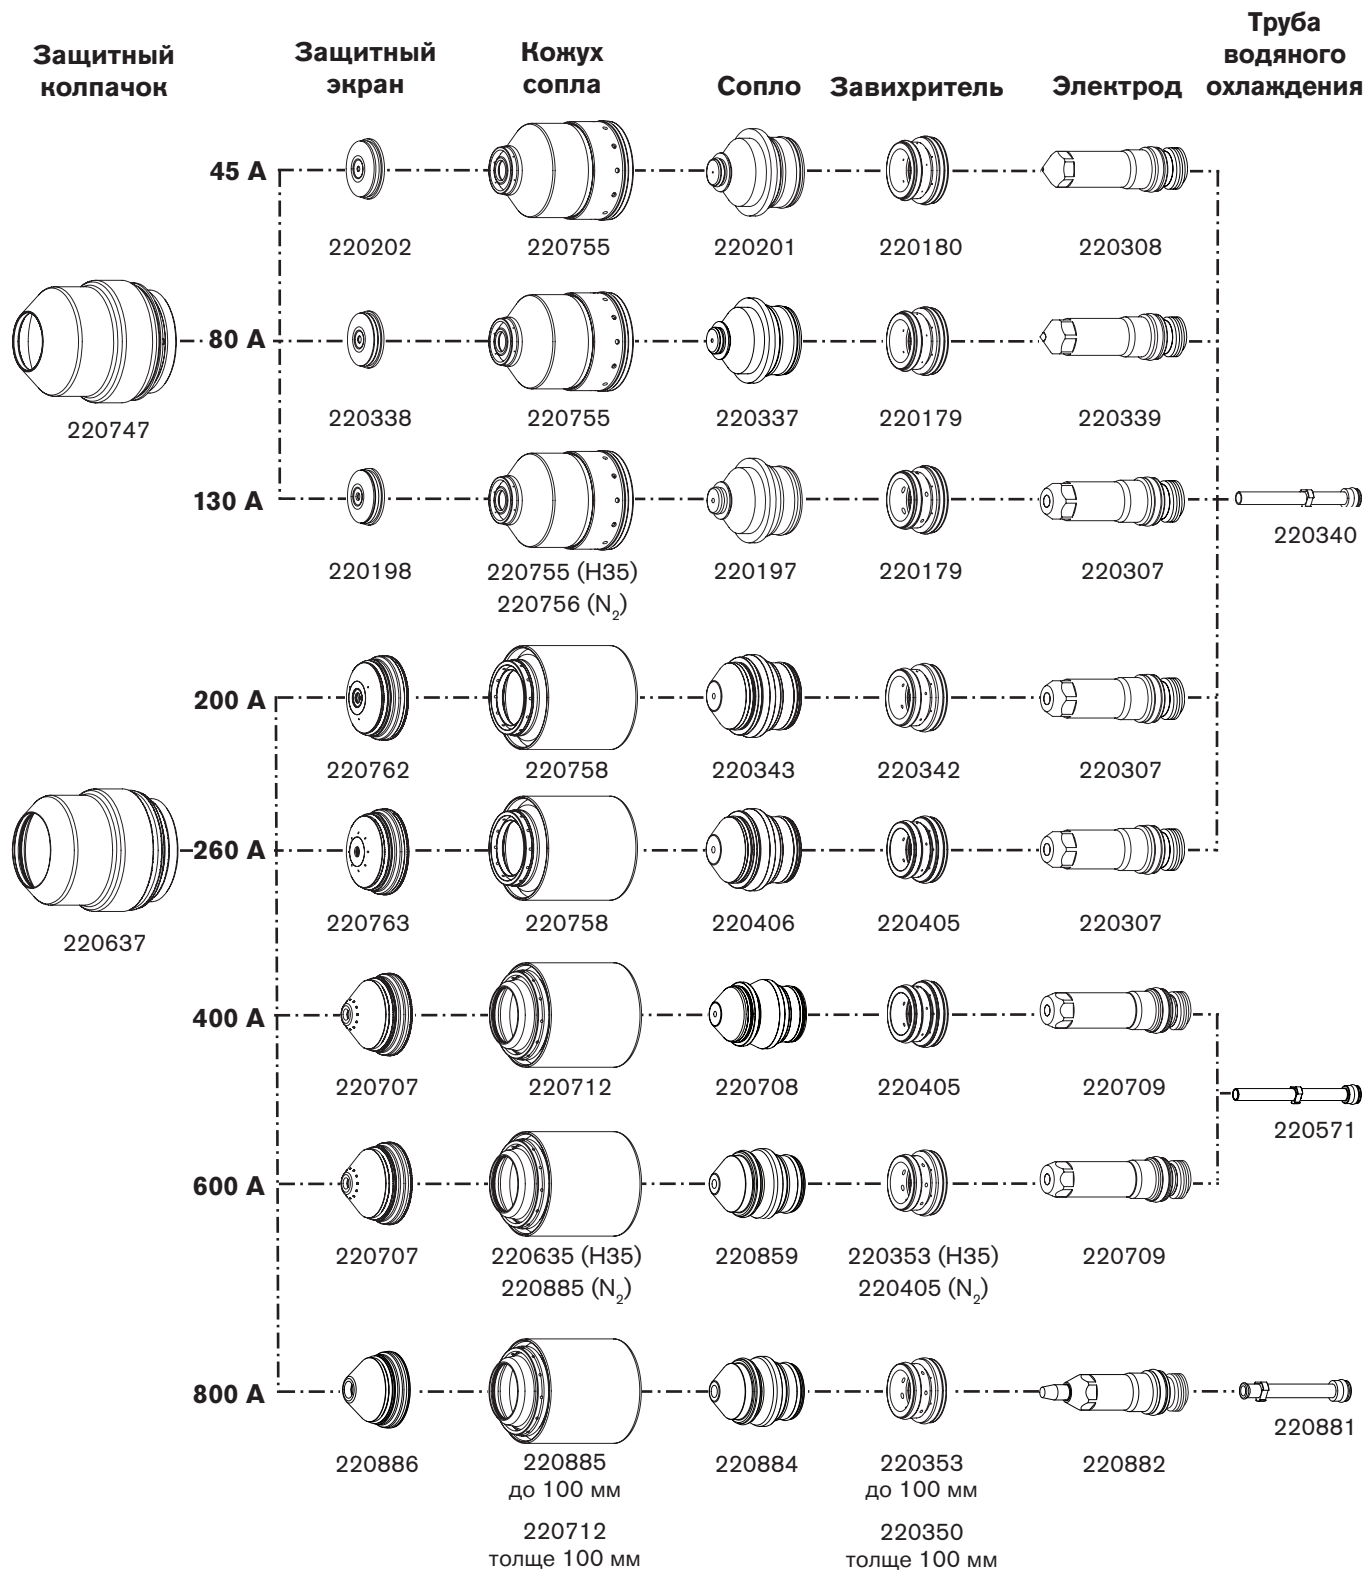 Защитный
колпачок
Защитный
экран
Кожух
сопла
Сопло
Завихритель
Электрод
Труба
водяного
охлаждения
45 А
220202
220755
220201
220180
220308
80 А
220747
220338
220755
220337
220179
220339
130 А
220340
220198
220755 (H35)
220756 (N₂)
220197
220179
220307
200 А
220762
220758
220343
220342
220307
260 А
220637
220763
220758
220406
220405
220307
400 А
220707
220712
220708
220405
220709
220571
600 А
220707
220635 (H35)
220885 (N₂)
220859
220353 (H35)
220405 (N₂)
220709
800 А
220881
220886
220885
до 100 мм
220712
толще 100 мм
220884
220353
до 100 мм
220350
толще 100 мм
220882